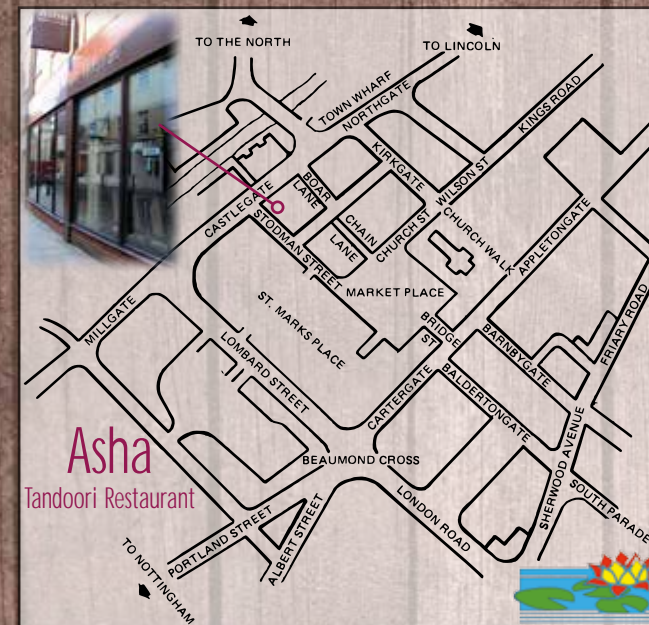 TO THE NORTH
TO LINCOLN
TOWN WHARF
NORTHGATE
KINGS ROAD
KIRKGATE
WILSON ST
BOAR
LANE
CASTLEGATE
CHAIN
LANE
CHURCH ST
CHURCH WALK
APPLETONGATE
STODMAN STREET
MARKET PLACE
ST. MARKS PLACE
MILLGATE
BRIDGE
ST
BARNBYGATE
FRIARY ROAD
LOMBARD STREET
CARTERGATE
BALDERTONGATE
Asha
Tandoori Restaurant
BEAUMOND CROSS
SHERWOOD AVENUE
LONDON ROAD
SOUTH PARADE
PORTLAND STREET
ALBERT STREET
TO NOTTINGHAM